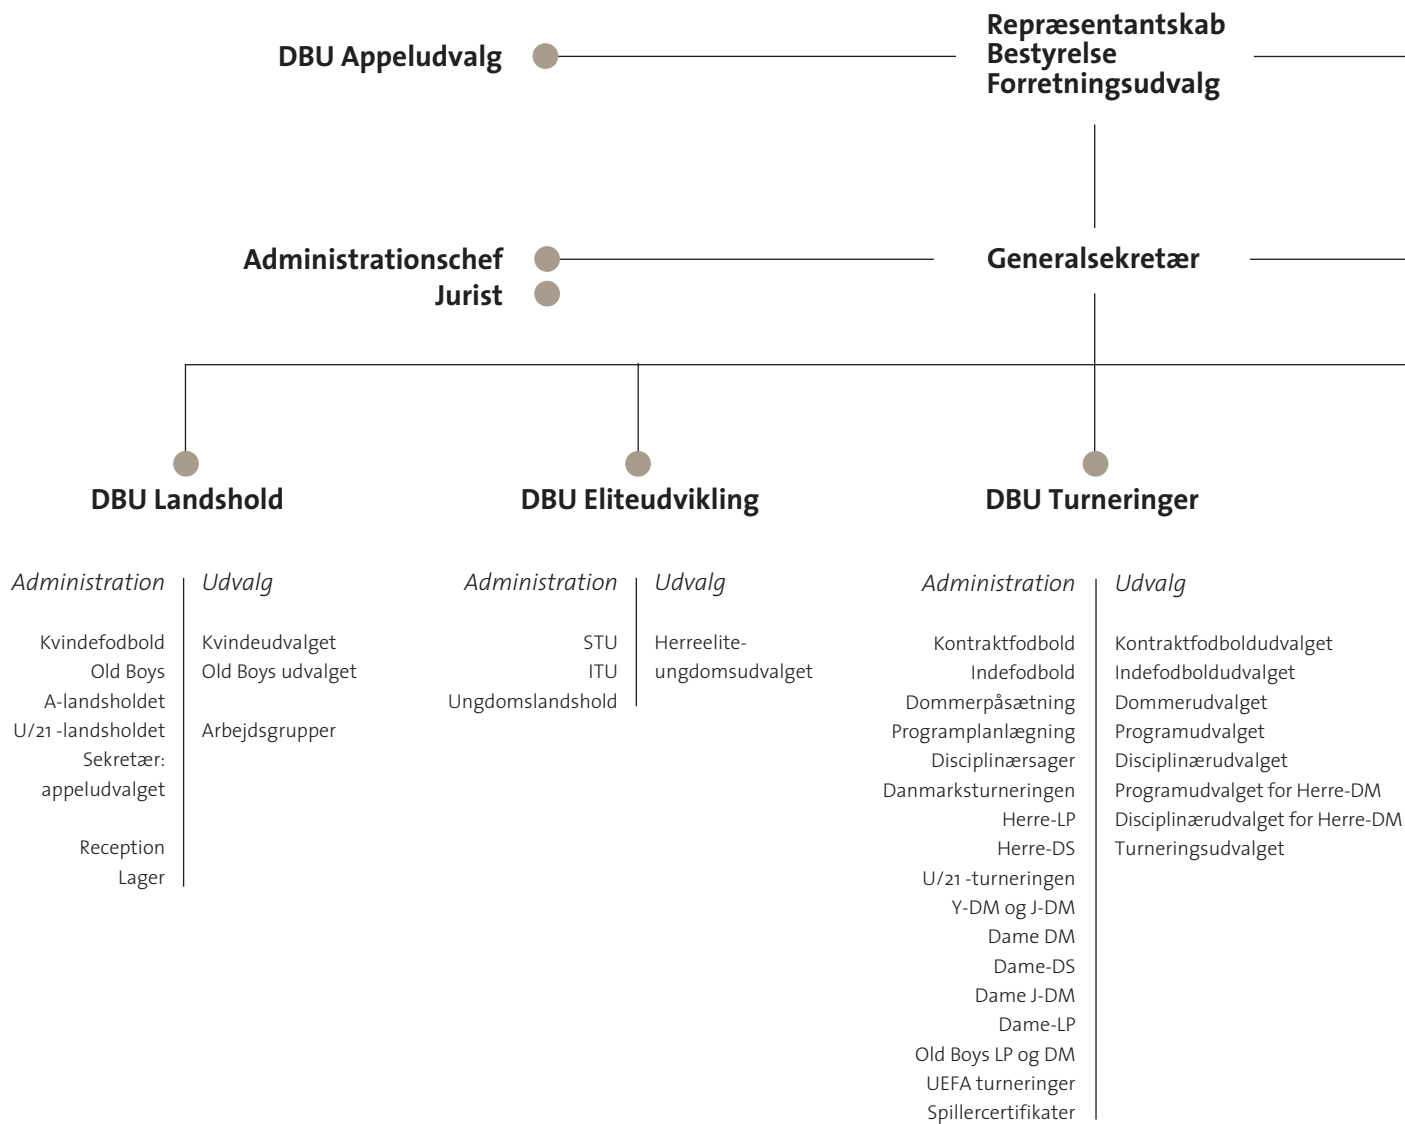 DBU Appeludvalg
Repræsentantskab
Bestyrelse
Forretningsudvalg
Administrationschef
Jurist
Generalsekretær
DBU Landshold
Administration
Udvalg
Kvindefodbold
Old Boys
A-landsholdet
U/21 -landsholdet
Sekretær:
appeludvalget
Reception
Lager
Kvindeudvalget
Old Boys udvalget
Arbejdsgrupper
DBU Eliteudvikling
Administration
Udvalg
STU
ITU
Ungdomslandshold
Herreelite-
ungdomsudvalget
DBU Turneringer
Administration
Udvalg
Kontraktfodbold
Indefodbold
Dommerpåsætning
Programplanlægning
Disciplinærsager
Danmarksturneringen
Herre-LP
Herre-DS
U/21 -turneringen
Y-DM og J-DM
Dame DM
Dame-DS
Dame J-DM
Dame-LP
Old Boys LP og DM
UEFA turneringer
Spillercertifikater
Kontraktfodboldudvalget
Indefodboldudvalget
Dommerudvalget
Programudvalget
Disciplinærudvalget
Programudvalget for Herre-DM
Disciplinærudvalget for Herre-DM
Turneringsudvalget